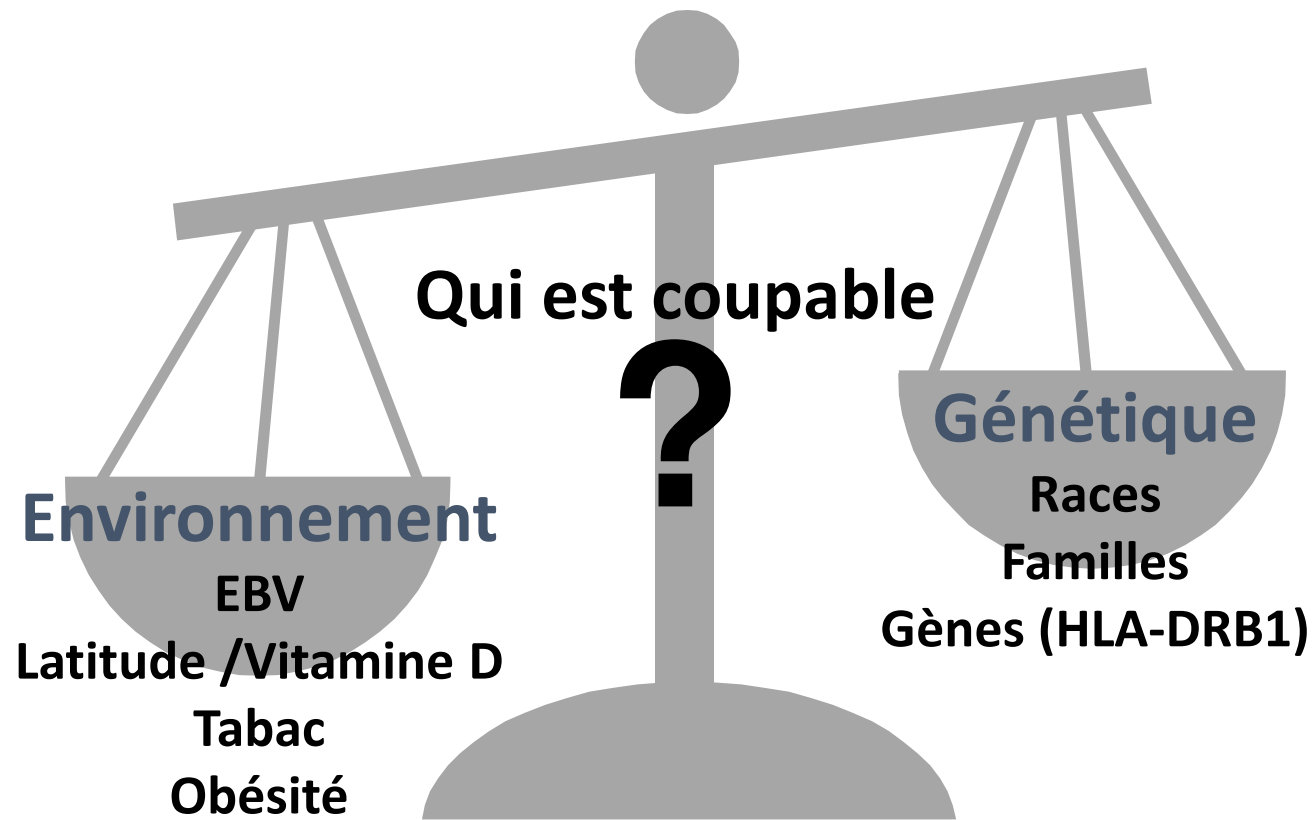 Qui est coupable
?
Environnement
EBV
Latitude /Vitamine D
Tabac
Obésité
Génétique
Races
Familles
Gènes (HLA-DRB1)